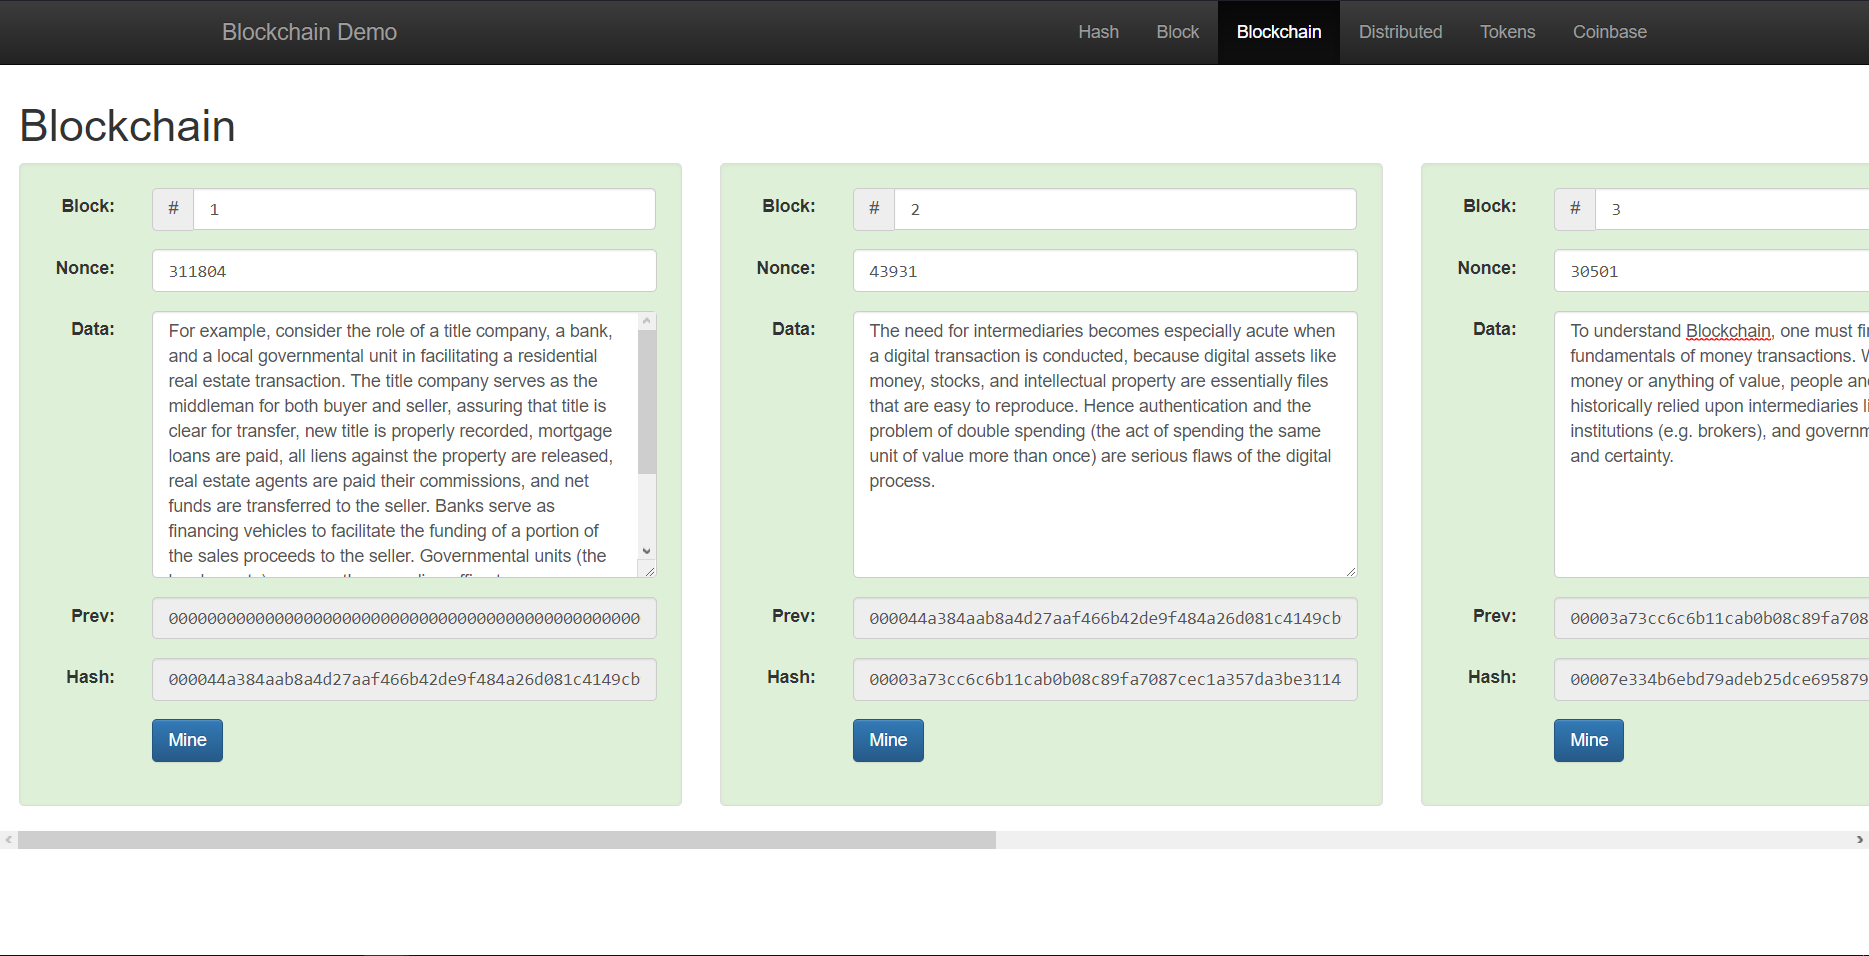 Blockchain Demo
Hash Block Blockchain Distributed Tokens Coinbase
Blockchain
Block: # 1
Nonce: 311804
Data: For example, consider the role of a title company, a bank,
and a local governmental unit in facilitating a residential
real estate transaction. The title company serves as the
middleman for both buyer and seller, assuring that title is
clear for transfer, new title is properly recorded, mortgage
loans are paid, all liens against the property are released,
real estate agents are paid their commissions, and net
funds are transferred to the seller. Banks serve as
financing vehicles to facilitate the funding of a portion of
the sales proceeds to the seller. Governmental units (the
Prev: 000000000000000000000000000000000000000000000000000
Hash: 000044a384aab8a4d27aaf466b42de9f484a26d081c4149cb
Mine
Block: # 2
Nonce: 43931
Data: The need for intermediaries becomes especially acute when
a digital transaction is conducted, because digital assets like
money, stocks, and intellectual property are essentially files
that are easy to reproduce. Hence authentication and the
problem of double spending (the act of spending the same
unit of value more than once) are serious flaws of the digital
process.
Prev: 000044a384aab8a4d27aaf466b42de9f484a26d081c4149cb
Hash: 00003a73cc6c6b11cab0b08c89fa7087cec1a357da3be3114
Mine
Block: # 3
Nonce: 30501
Data: To understand Blockchain, one must fi
fundamentals of money transactions. W
money or anything of value, people an
historically relied upon intermediaries li
institutions (e.g. brokers), and governm
and certainty.
Prev: 00003a73cc6c6b11cab0b08c89fa708
Hash: 00007e334b6ebd79adeb25dce695879
Mine